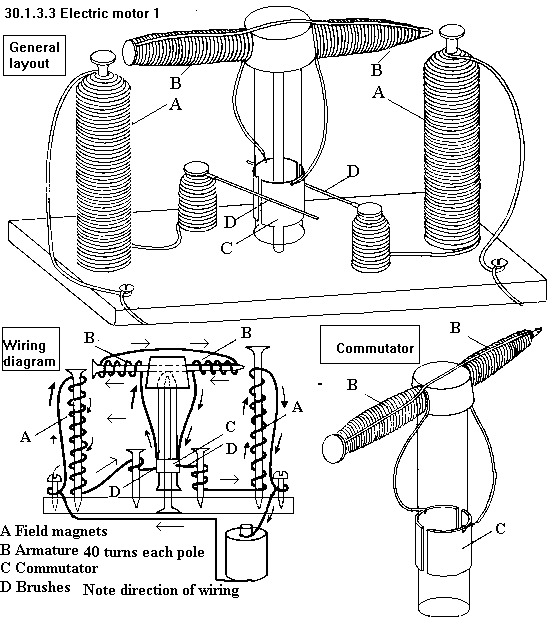 30.1.3.3 Electric motor 1
General
layout
B
B
A
A
D
D
C
Wiring
diagram
B
B
A
A
C
D
D
Commutator
B
B
C
A Field magnets
B Armature 40 turns each pole
C Commutator
D Brushes Note direction of wiring